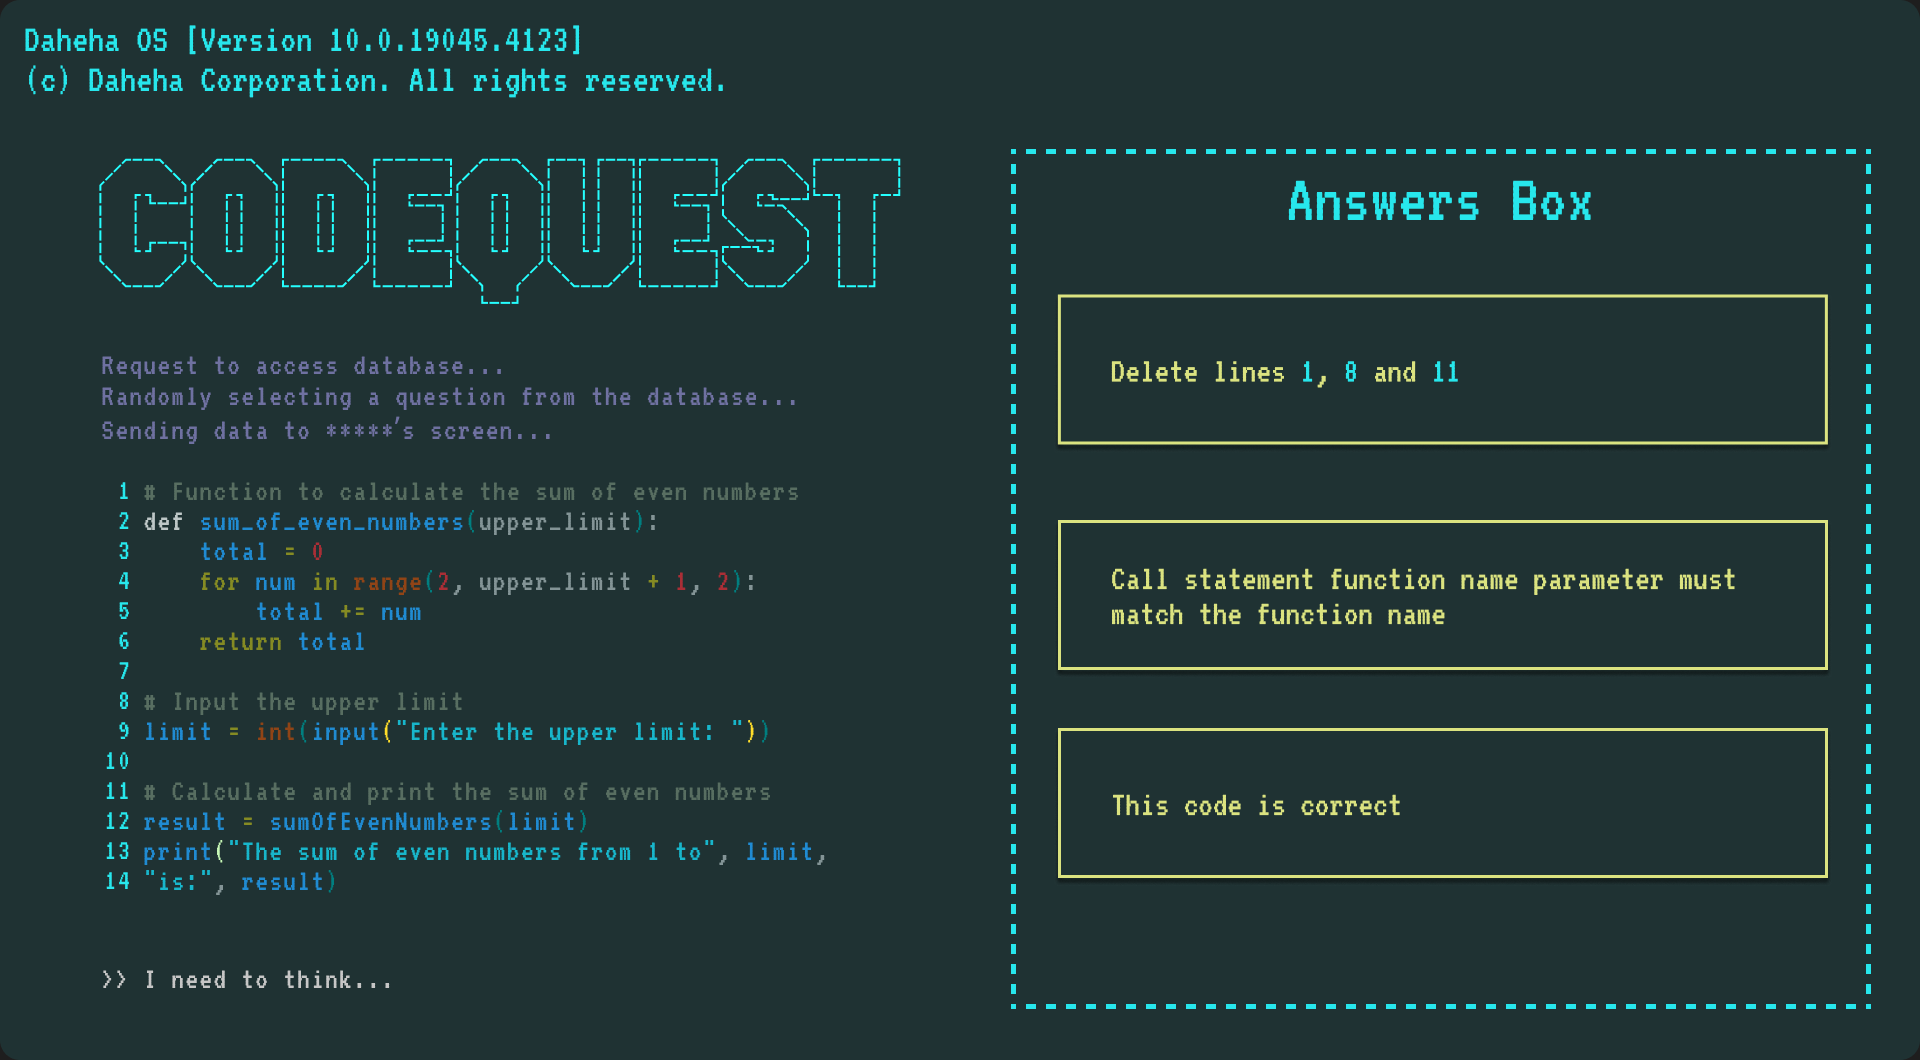 Daheha OS [Version 10.0.19045.4123]
(c) Daheha Corporation. All rights reserved.
CODEQUEST
Request to access database...
Randomly selecting a question from the database...
Sending data to *****'s screen...
1 # Function to calculate the sum of even numbers
2 def sum_of_even_numbers(upper_limit):
3     total = 0
4     for num in range(2, upper_limit + 1, 2):
5         total += num
6     return total
7
8 # Input the upper limit
9 limit = int(input("Enter the upper limit: "))
10
11 # Calculate and print the sum of even numbers
12 result = sumOfEvenNumbers(limit)
13 print("The sum of even numbers from 1 to", limit,
14 "is:", result)
>> I need to think...
Answers Box
Delete lines 1, 8 and 11
Call statement function name parameter must
match the function name
This code is correct